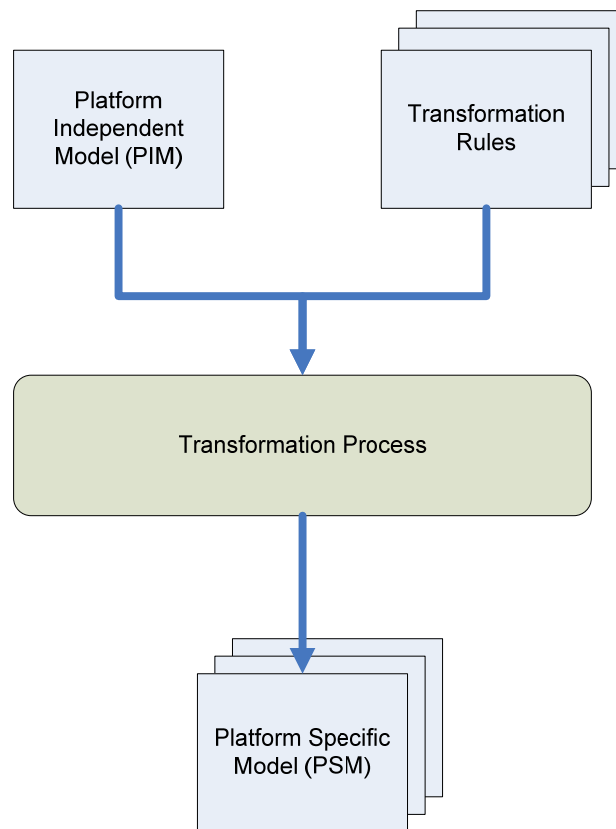 Platform
Independent
Model (PIM)
Transformation
Rules
Transformation Process
Platform Specific
Model (PSM)